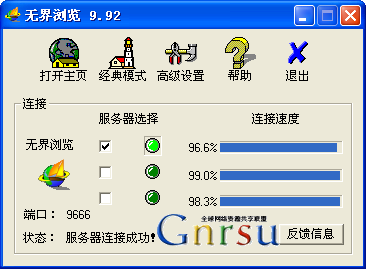 无界浏览 9.92
打开主页 经典模式 高级设置 帮助 退出
连接
服务器选择 连接速度
无界浏览 96.6%
99.0%
98.3%
端口： 9666
全球网络资源共享联盟
Gnrsu
状态： 服务器连接成功！ 反馈信息